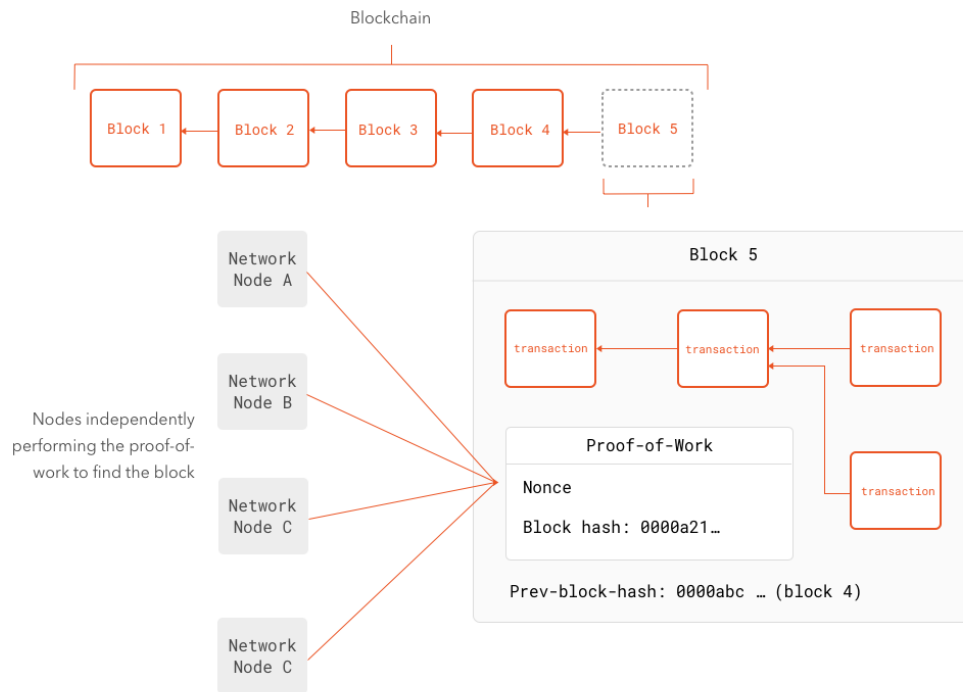 Blockchain
Block 1
Block 2
Block 3
Block 4
Block 5
Block 5
Network
Node A
Network
Node B
Nodes independently
performing the proof-of-
work to find the block
Network
Node C
Network
Node C
transaction
transaction
transaction
transaction
Proof-of-Work
Nonce
Block hash: 0000a21…
Prev-block-hash: 0000abc … (block 4)